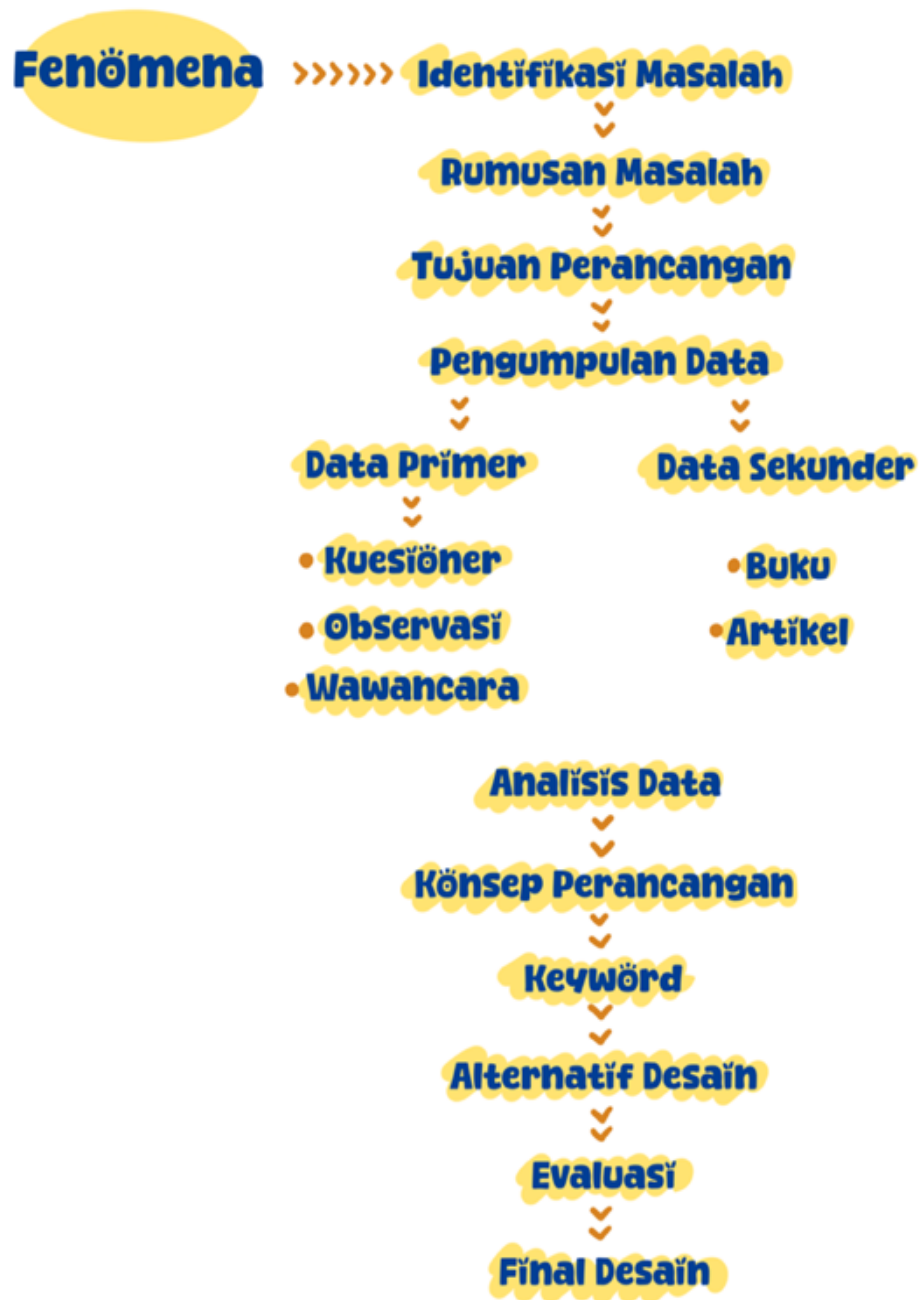 Fenomena
Identifikasi Masalah
Rumusan Masalah
Tujuan Perancangan
Pengumpulan Data
Data Primer
Data Sekunder
Kuesioner
Buku
Observasi
Artikel
Wawancara
Analisis Data
Konsep Perancangan
Keyword
Alternatif Desain
Evaluasi
Final Desain